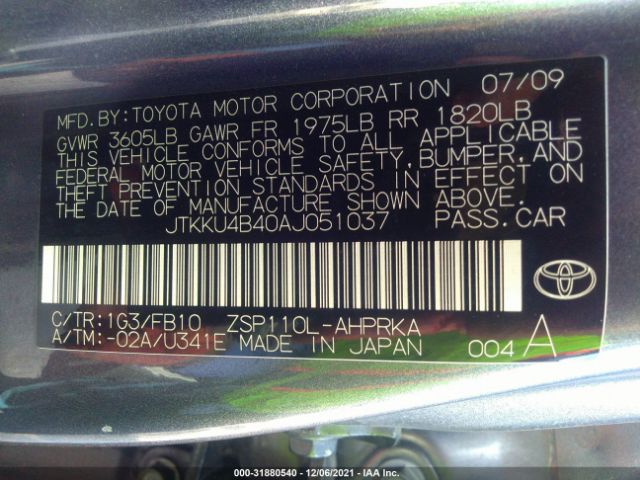 MFD.BY:TOYOTA MOTOR CORPORATION 07/09
GVWR 3605LB GAWR FR 1975LB RR 1820LB
THIS VEHICLE CONFORMS TO ALL APPLICABLE
FEDERAL MOTOR VEHICLE SAFETY,BUMPER,AND
THEFT PREVENTION STANDARDS IN EFFECT ON
THE DATE OF MANUFACTURE SHOWN ABOVE.
JTKKU4B40AJ051037 PASS.CAR
C/TR:1G3/FB10 ZSP110L-AHPRKA
A/TM:-02A/U341E MADE IN JAPAN 004 A
000-31880540 - 12/06/2021 - IAA Inc.